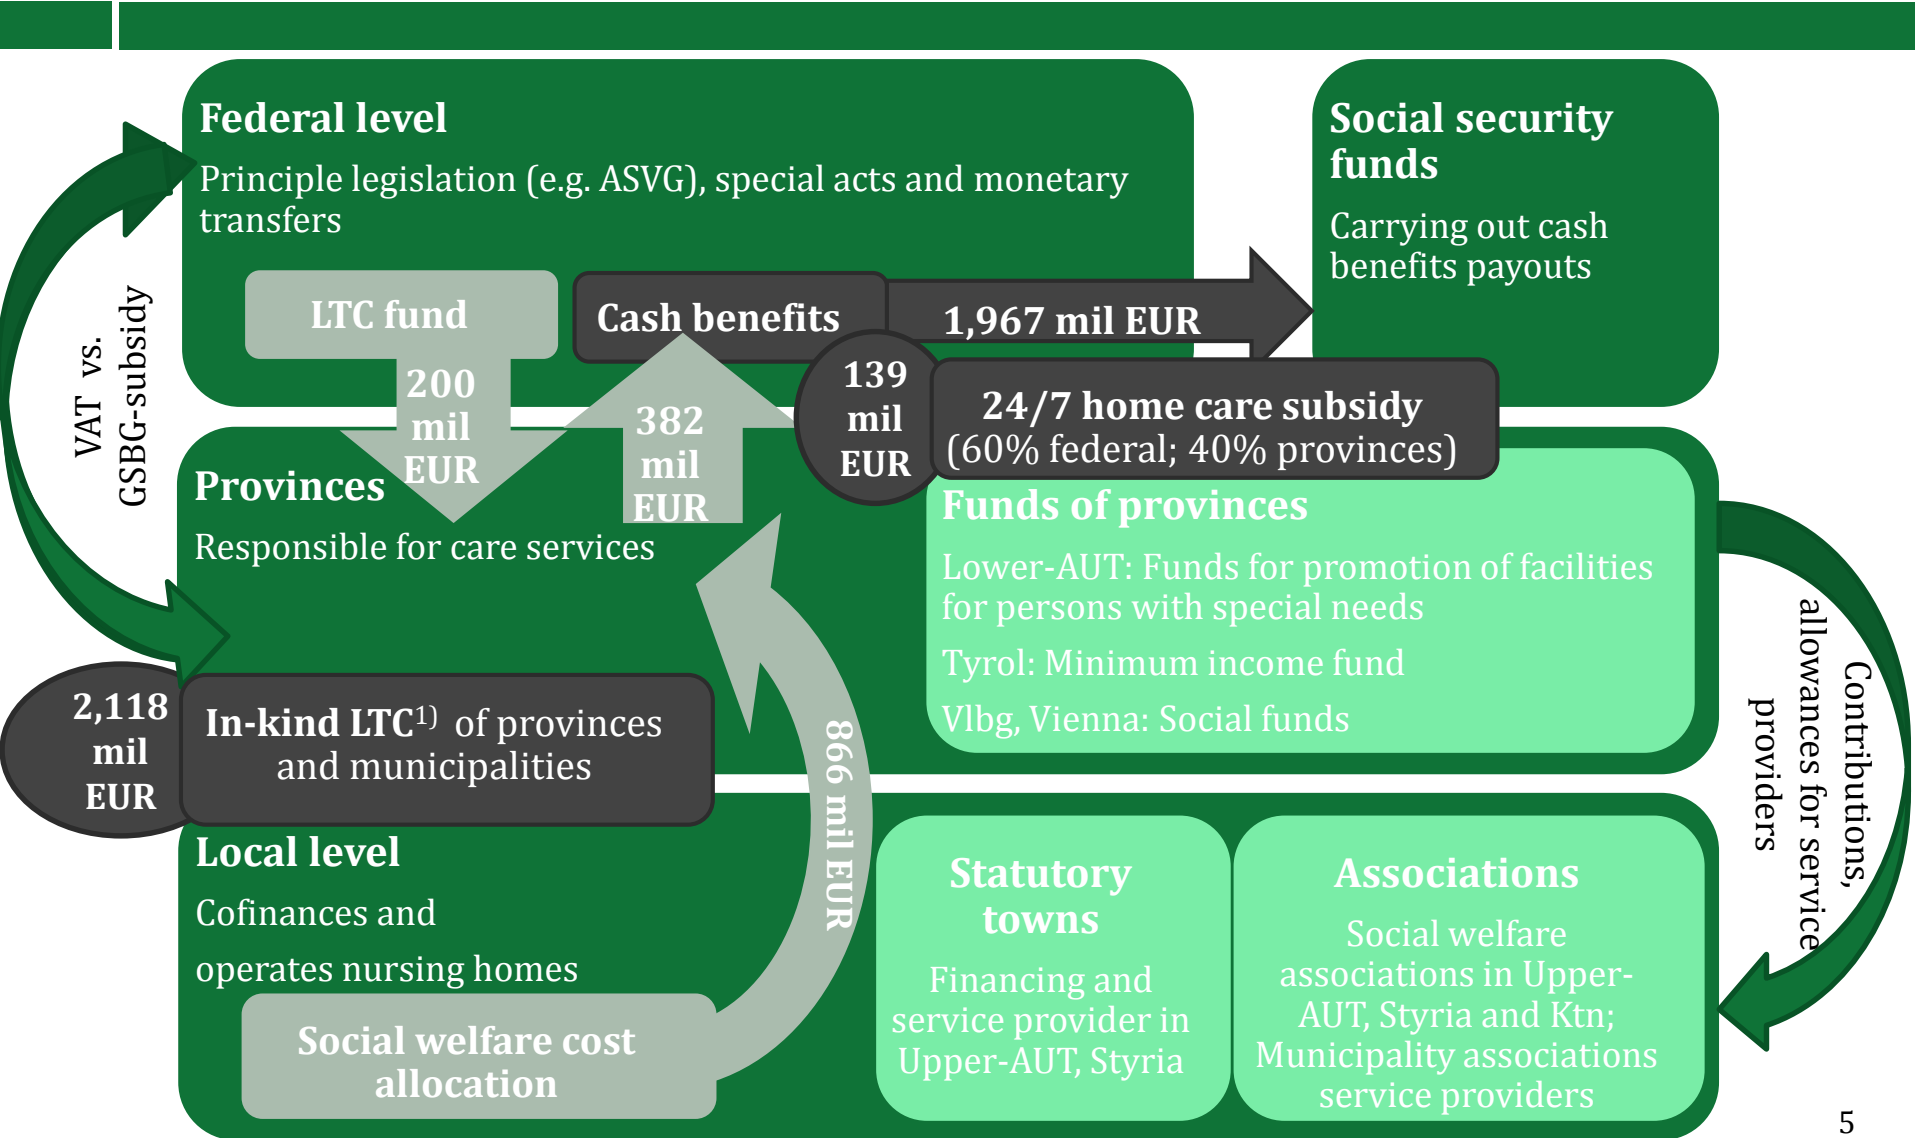 Federal level
Principle legislation (e.g. ASVG), special acts and monetary
transfers
Social security
funds
Carrying out cash
benefits payouts
LTC fund
Cash benefits
1,967 mil EUR
200
mil
EUR
382
mil
EUR
139
mil
EUR
24/7 home care subsidy
(60% federal; 40% provinces)
VAT vs.
GSBG-subsidy
Provinces
Responsible for care services
Funds of provinces
Lower-AUT: Funds for promotion of facilities
for persons with special needs
Tyrol: Minimum income fund
Vlbg, Vienna: Social funds
2,118
mil
EUR
In-kind LTC1) of provinces
and municipalities
866 mil EUR
Contributions,
allowances for service
providers
Local level
Cofinances and
operates nursing homes
Social welfare cost
allocation
Statutory
towns
Financing and
service provider in
Upper-AUT, Styria
Associations
Social welfare
associations in Upper-
AUT, Styria and Ktn;
Municipality associations
service providers
5